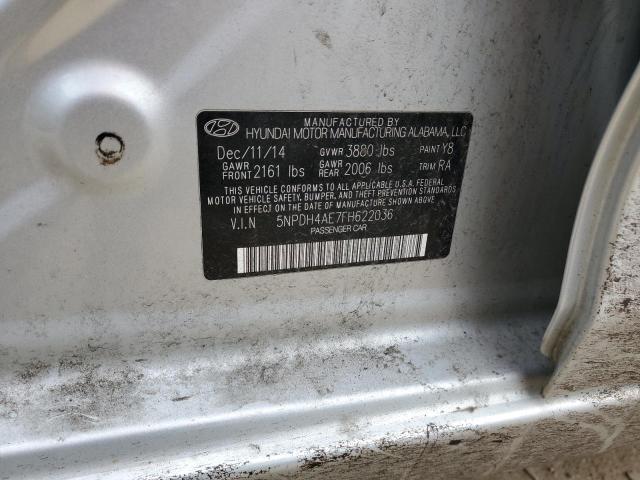 MANUFACTURED BY
HYUNDAI MOTOR MANUFACTURING ALABAMA, LLC
Dec/11/14 GVWR 3880 lbs PAINT Y8
GAWR FRONT 2161 lbs GAWR REAR 2006 lbs TRIM RA
THIS VEHICLE CONFORMS TO ALL APPLICABLE U.S.A. FEDERAL
MOTOR VEHICLE SAFETY, BUMPER, AND THEFT PREVENTION
STANDARDS IN EFFECT ON THE
DATE OF MANUFACTURE SHOWN ABOVE.
V.I.N 5NPDH4AE7FH622036
PASSENGER CAR